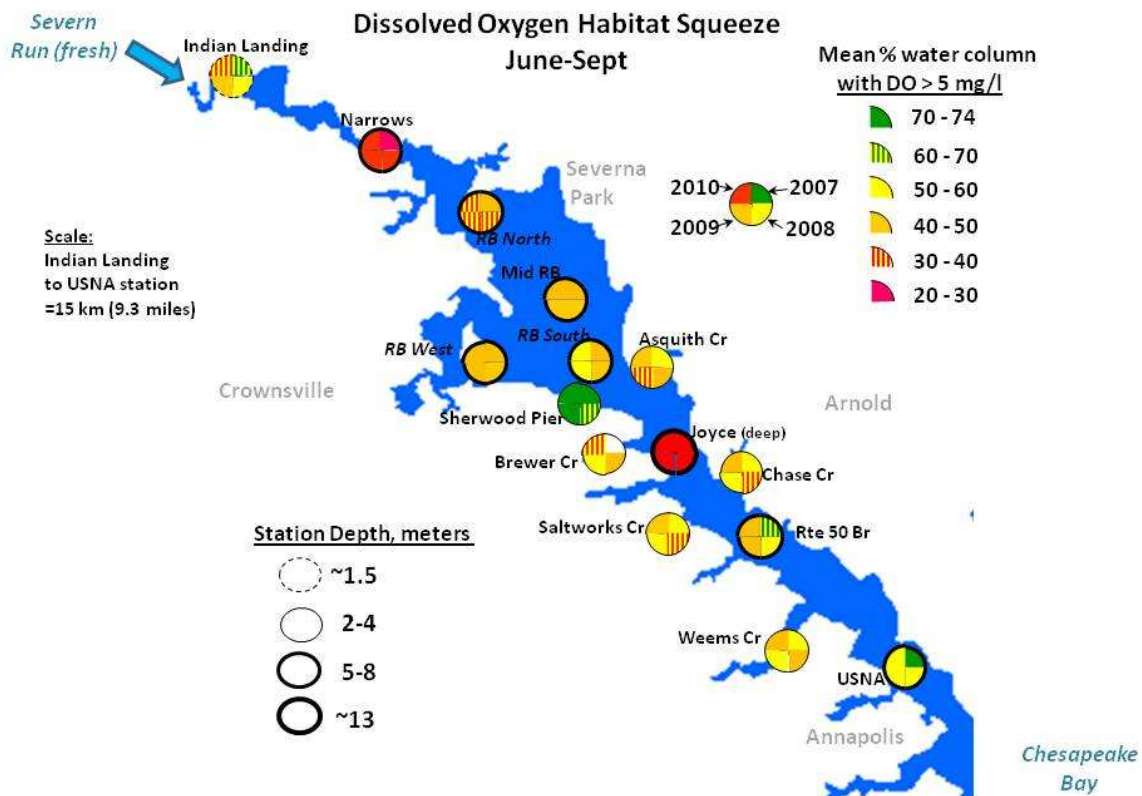 Dissolved Oxygen Habitat Squeeze
June-Sept
Severn
Run (fresh)
Indian Landing
Narrows
Severna
Park
RB North
Mid RB
RB South
RB West
Asquith Cr
Crownsville
Sherwood Pier
Arnold
Brewer Cr
Joyce (deep)
Chase Cr
Saltworks Cr
Rte 50 Br
Weems Cr
USNA
Annapolis
Chesapeake
Bay
Scale:
Indian Landing
to USNA station
=15 km (9.3 miles)
Mean % water column
with DO > 5 mg/l
70 - 74
60 - 70
50 - 60
40 - 50
30 - 40
20 - 30
2010 2007
2009 2008
Station Depth, meters
~1.5
2-4
5-8
~13